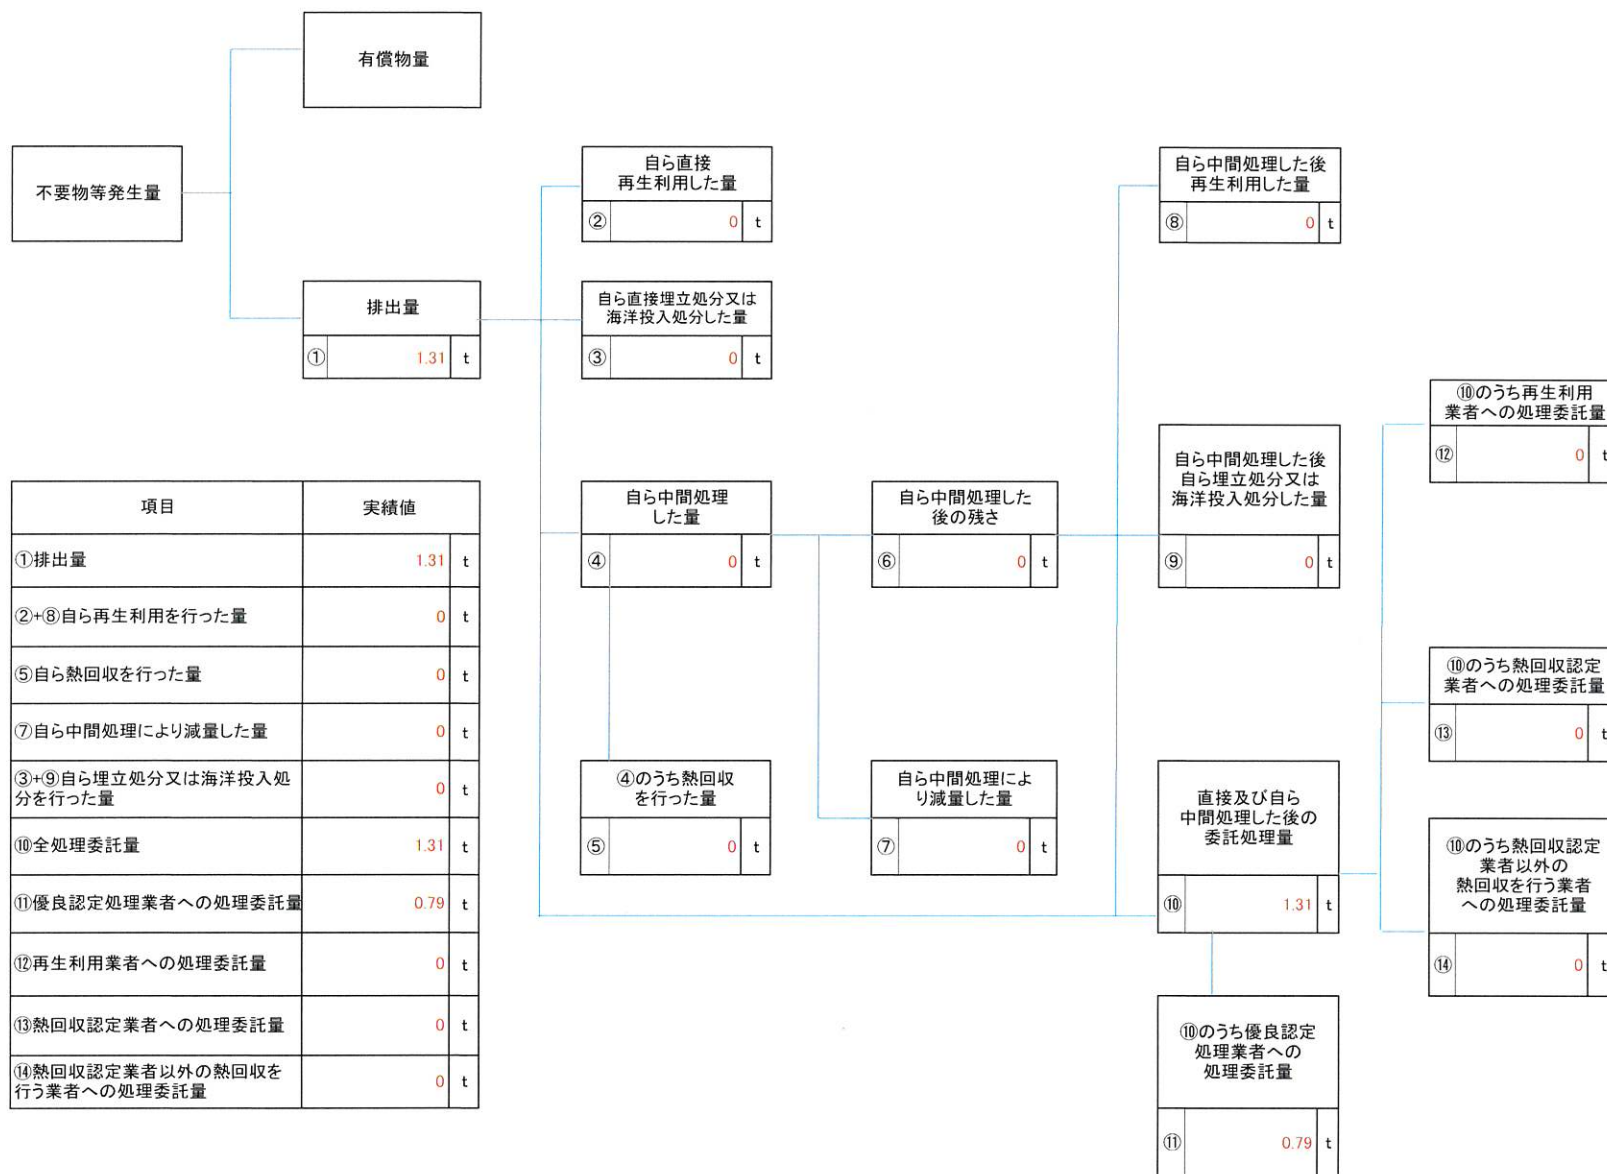 有償物量
不要物等発生量
排出量
① 1.31 t
自ら直接
再生利用した量
② 0 t
自ら直接埋立処分又は
海洋投入処分した量
③ 0 t
自ら中間処理
した量
④ 0 t
④のうち熱回収
を行った量
⑤ 0 t
自ら中間処理した
後の残さ
⑥ 0 t
自ら中間処理によ
り減量した量
⑦ 0 t
自ら中間処理した後
再生利用した量
⑧ 0 t
自ら中間処理した後
自ら埋立処分又は
海洋投入処分した量
⑨ 0 t
直接及び自ら
中間処理した後の
委託処理量
⑩ 1.31 t
⑩のうち優良認定
処理業者への
処理委託量
⑪ 0.79 t
⑩のうち再生利用
業者への処理委託量
⑫ 0 t
⑩のうち熱回収認定
業者への処理委託量
⑬ 0 t
⑩のうち熱回収認定
業者以外の
熱回収を行う業者
への処理委託量
⑭ 0 t
項目 実績値
①排出量 1.31 t
②+⑧自ら再生利用を行った量 0 t
⑤自ら熱回収を行った量 0 t
⑦自ら中間処理により減量した量 0 t
③+⑨自ら埋立処分又は海洋投入処
分を行った量 0 t
⑩全処理委託量 1.31 t
⑪優良認定処理業者への処理委託量 0.79 t
⑫再生利用業者への処理委託量 0 t
⑬熱回収認定業者への処理委託量 0 t
⑭熱回収認定業者以外の熱回収を
行う業者への処理委託量 0 t